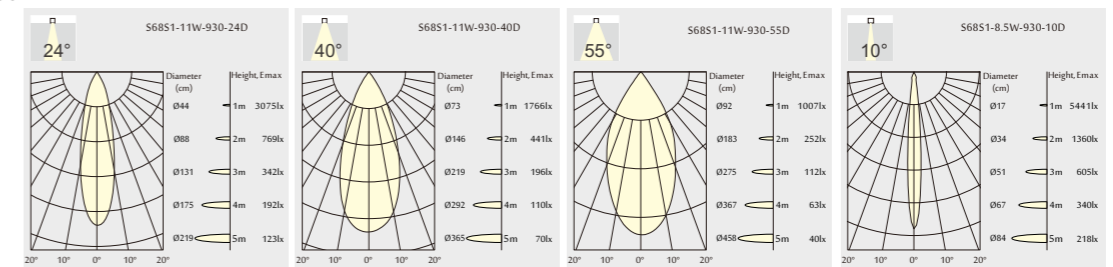 S68S1-11W-930-24D
24°
Diameter (cm) Height, Emax
Ø44 1m 3075lx
Ø88 2m 769lx
Ø131 3m 342lx
Ø175 4m 192lx
Ø219 5m 123lx
20° 10° 0° 10° 20°
S68S1-11W-930-40D
40°
Diameter (cm) Height, Emax
Ø73 1m 1766lx
Ø146 2m 441lx
Ø219 3m 196lx
Ø292 4m 110lx
Ø365 5m 70lx
20° 10° 0° 10° 20°
S68S1-11W-930-55D
55°
Diameter (cm) Height, Emax
Ø92 1m 1007lx
Ø183 2m 252lx
Ø275 3m 112lx
Ø367 4m 63lx
Ø458 5m 40lx
20° 10° 0° 10° 20°
S68S1-8.5W-930-10D
10°
Diameter (cm) Height, Emax
Ø17 1m 5441lx
Ø34 2m 1360lx
Ø51 3m 605lx
Ø67 4m 340lx
Ø84 5m 218lx
20° 10° 0° 10° 20°